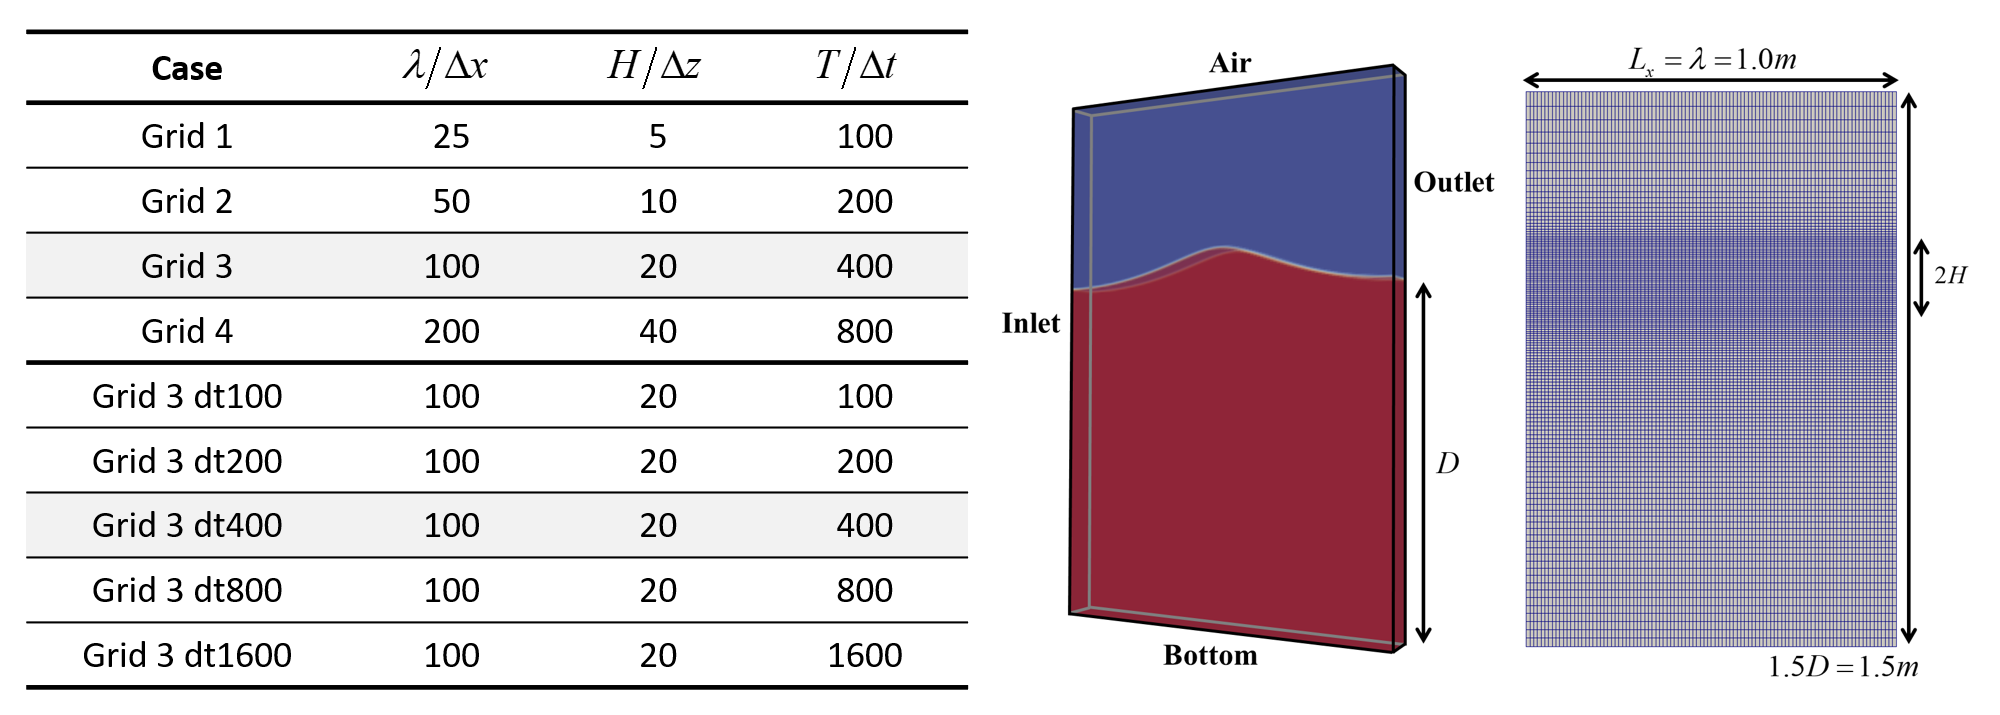 Case λ/Δx H/Δz T/Δt
Grid 1 25 5 100
Grid 2 50 10 200
Grid 3 100 20 400
Grid 4 200 40 800
Grid 3 dt100 100 20 100
Grid 3 dt200 100 20 200
Grid 3 dt400 100 20 400
Grid 3 dt800 100 20 800
Grid 3 dt1600 100 20 1600
Air
Outlet
Inlet
D
Bottom
Lₓ = λ = 1.0m
2H
1.5D = 1.5m